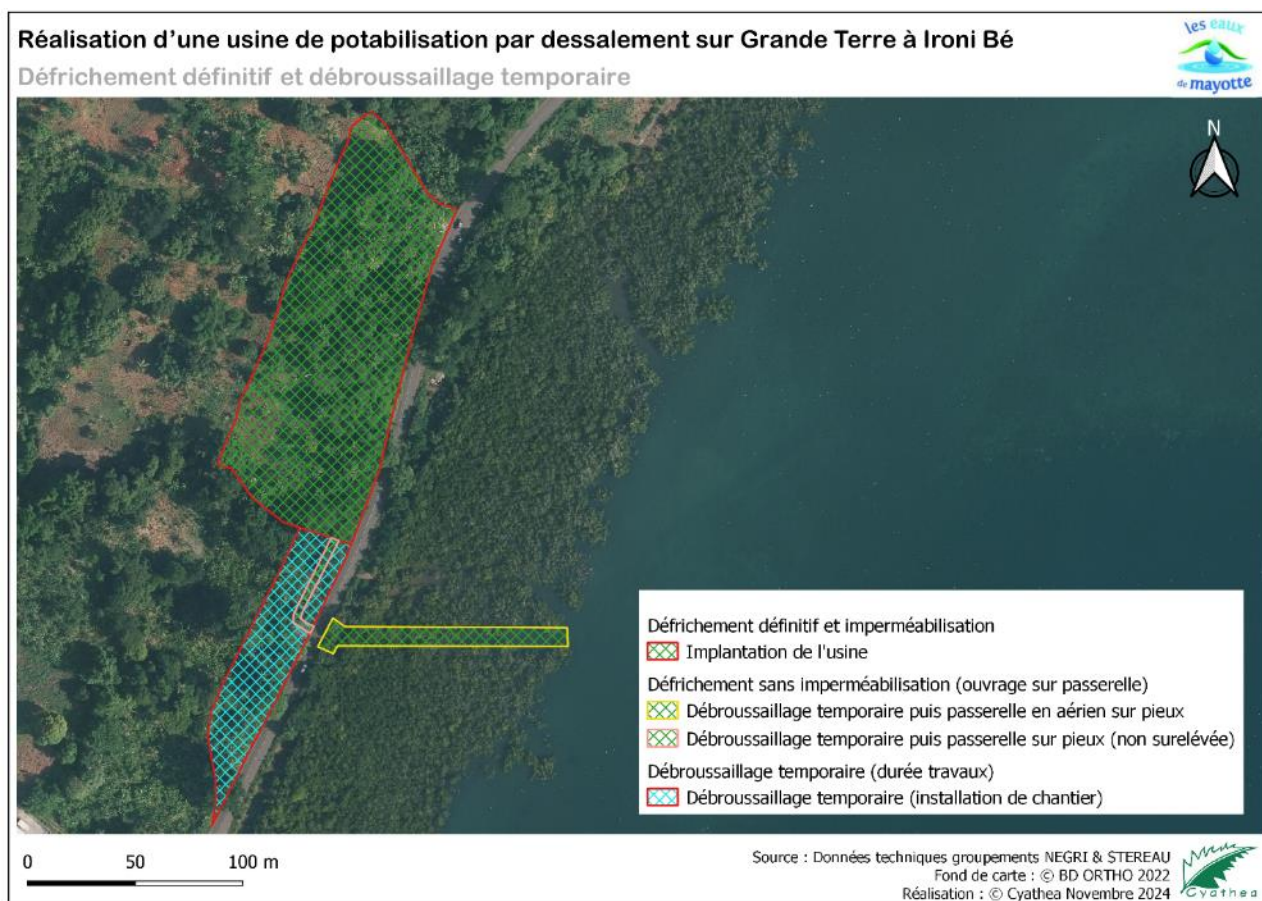 Réalisation d'une usine de potabilisation par dessalement sur Grande Terre à Ironi Bé
Défrichement définitif et débroussaillage temporaire
les eaux
de mayotte
N
Défrichement définitif et imperméabilisation
Implantation de l'usine
Défrichement sans imperméabilisation (ouvrage sur passerelle)
Débroussaillage temporaire puis passerelle en aérien sur pieux
Débroussaillage temporaire puis passerelle sur pieux (non surelévée)
Débroussaillage temporaire (durée travaux)
Débroussaillage temporaire (installation de chantier)
0 50 100 m
Source : Données techniques groupements NEGRI & STEREAU
Fond de carte : © BD ORTHO 2022
Réalisation : © Cyathea Novembre 2024
Cyathea